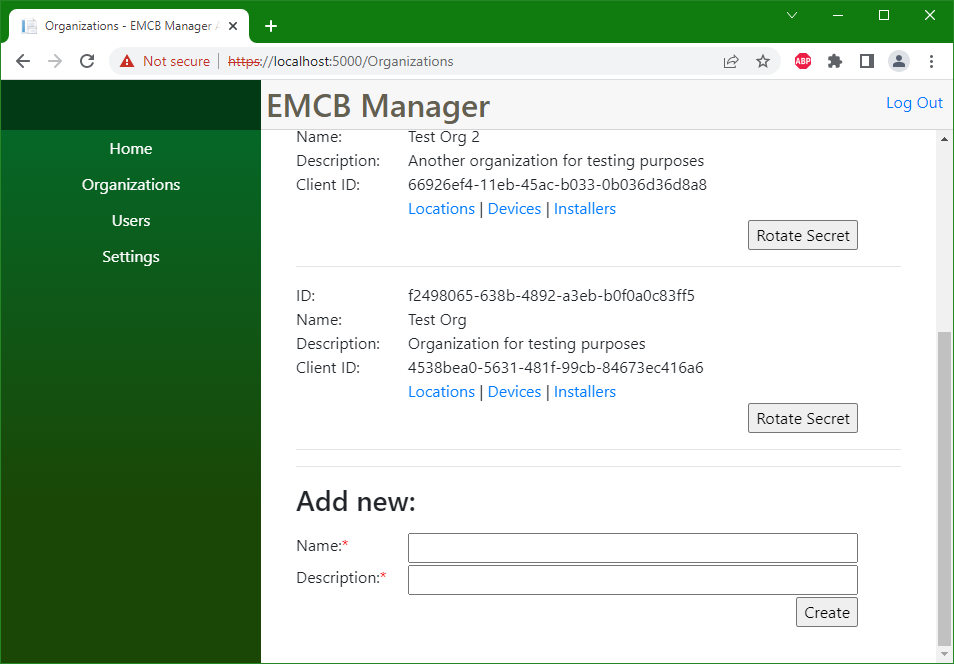 Organizations - EMCB Manager
Not secure | https://localhost:5000/Organizations
ABP
EMCB Manager
Log Out
Home
Organizations
Users
Settings
Name: Test Org 2
Description: Another organization for testing purposes
Client ID: 66926ef4-11eb-45ac-b033-0b036d36d8a8
Locations | Devices | Installers
Rotate Secret
ID: f2498065-638b-4892-a3eb-b0f0a0c83ff5
Name: Test Org
Description: Organization for testing purposes
Client ID: 4538bea0-5631-481f-99cb-84673ec416a6
Locations | Devices | Installers
Rotate Secret
Add new:
Name:*
Description:*
Create